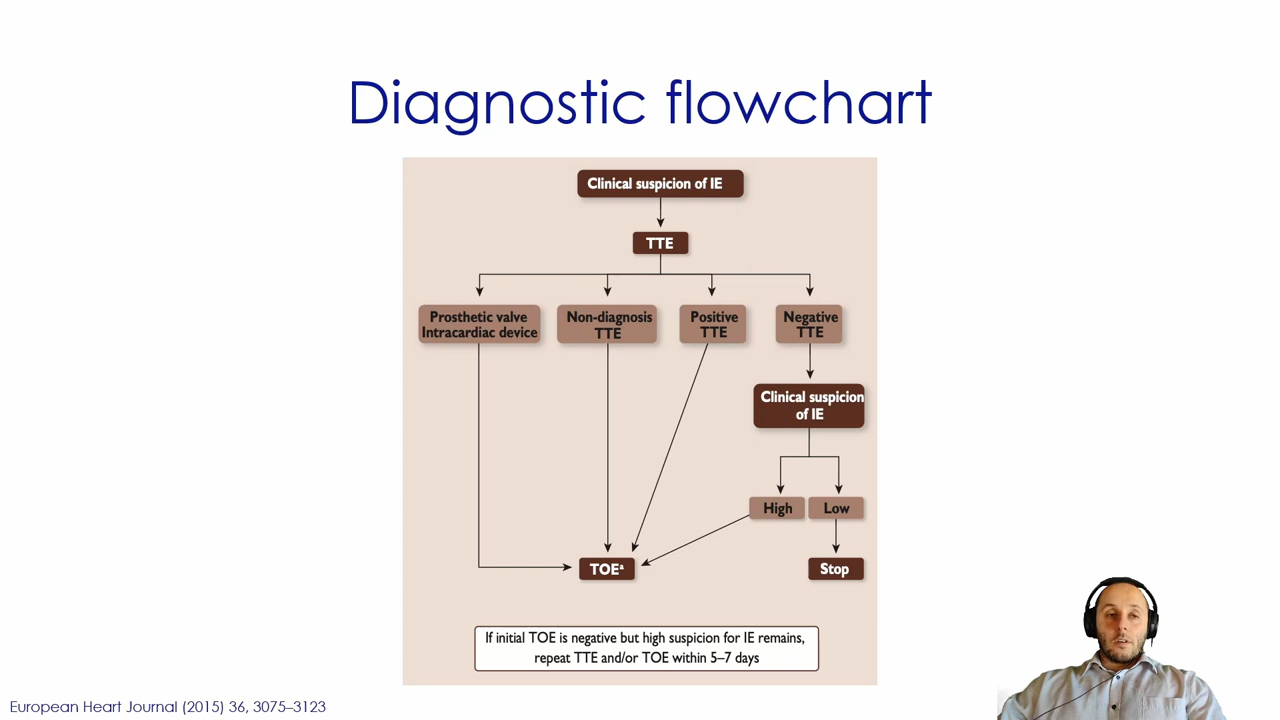 Diagnostic flowchart
Clinical suspicion of IE
TTE
Prosthetic valve
Intracardiac device
Non-diagnosis
TTE
Positive
TTE
Negative
TTE
Clinical suspicion
of IE
High
Low
TOEª
Stop
If initial TOE is negative but high suspicion for IE remains,
repeat TTE and/or TOE within 5–7 days
European Heart Journal (2015) 36, 3075–3123